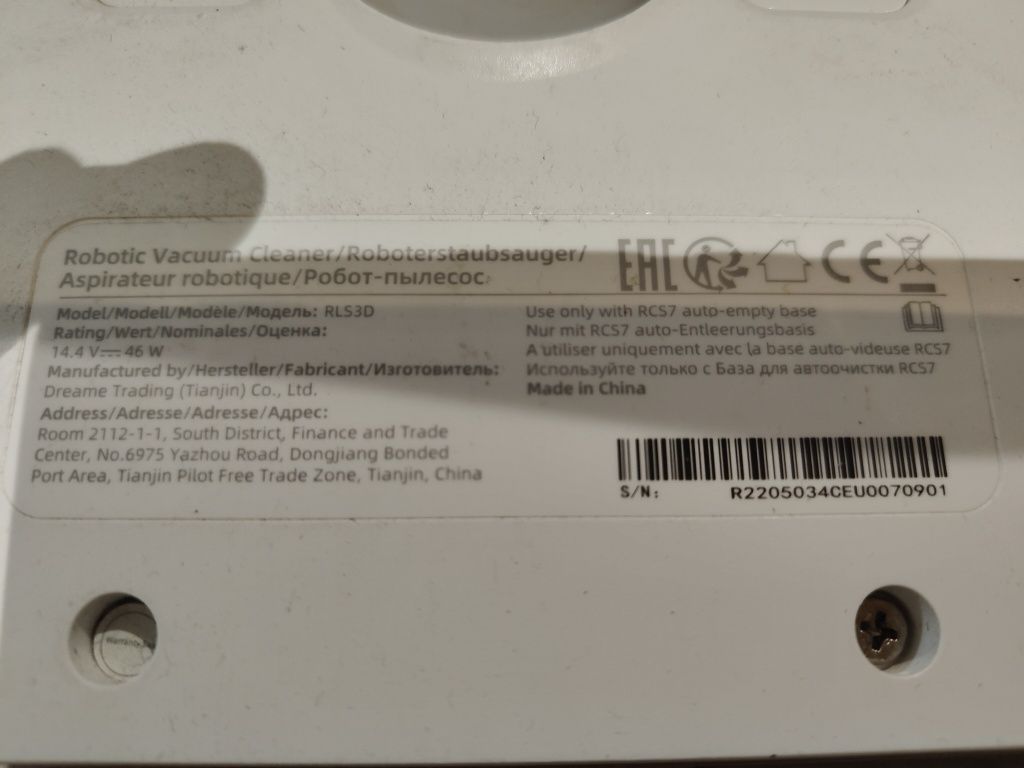 Robotic Vacuum Cleaner/Roboterstaubsauger/
Aspirateur robotique/Робот-пылесос
Model/Modell/Modèle/Модель: RLS3D
Rating/Wert/Nominales/Оценка:
14.4 V⎓ 46 W
Manufactured by/Hersteller/Fabricant/Изготовитель:
Dreame Trading (Tianjin) Co., Ltd.
Address/Adresse/Adresse/Адрес:
Room 2112-1-1, South District, Finance and Trade
Center, No.6975 Yazhou Road, Dongjiang Bonded
Port Area, Tianjin Pilot Free Trade Zone, Tianjin, China
EAC CE
Use only with RCS7 auto-empty base
Nur mit RCS7 auto-Entleerungsbasis
A utiliser uniquement avec la base auto-videuse RCS7
Используйте только с База для автоочистки RCS7
Made in China
S/N: R2205034CEU0070901